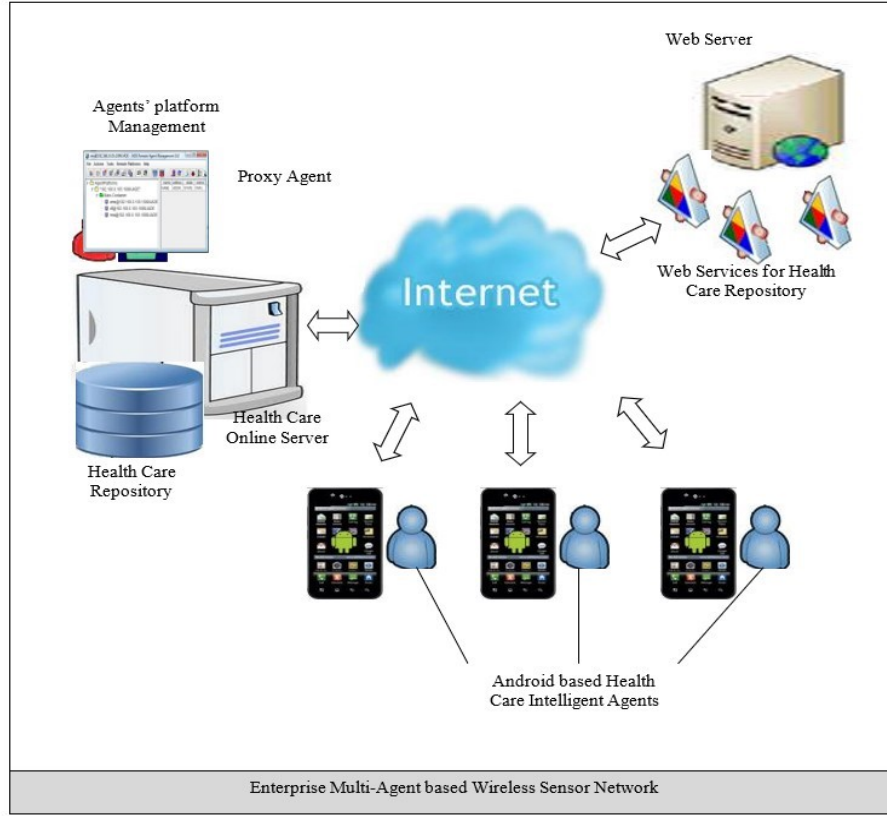 Web Server
Agents' platform
Management
Proxy Agent
Internet
Web Services for Health
Care Repository
Health Care
Online Server
Health Care
Repository
Android based Health
Care Intelligent Agents
Enterprise Multi-Agent based Wireless Sensor Network